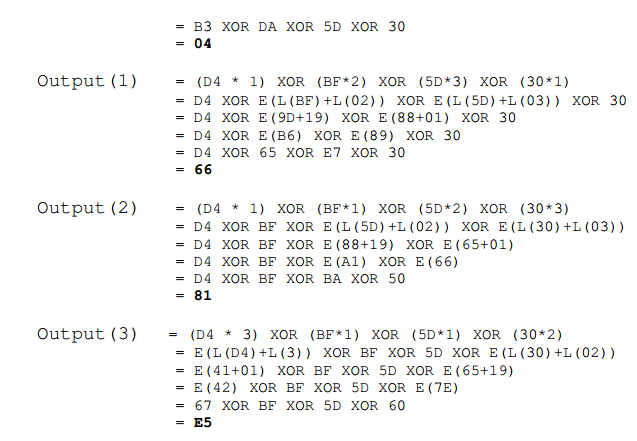 = B3 XOR DA XOR 5D XOR 30
= 04
Output(1) = (D4 * 1) XOR (BF*2) XOR (5D*3) XOR (30*1)
= D4 XOR E(L(BF)+L(02)) XOR E(L(5D)+L(03)) XOR 30
= D4 XOR E(9D+19) XOR E(88+01) XOR 30
= D4 XOR E(B6) XOR E(89) XOR 30
= D4 XOR 65 XOR E7 XOR 30
= 66
Output(2) = (D4 * 1) XOR (BF*1) XOR (5D*2) XOR (30*3)
= D4 XOR BF XOR E(L(5D)+L(02)) XOR E(L(30)+L(03))
= D4 XOR BF XOR E(88+19) XOR E(65+01)
= D4 XOR BF XOR E(A1) XOR E(66)
= D4 XOR BF XOR BA XOR 50
= 81
Output(3) = (D4 * 3) XOR (BF*1) XOR (5D*1) XOR (30*2)
= E(L(D4)+L(3)) XOR BF XOR 5D XOR E(L(30)+L(02))
= E(41+01) XOR BF XOR 5D XOR E(65+19)
= E(42) XOR BF XOR 5D XOR E(7E)
= 67 XOR BF XOR 5D XOR 60
= E5